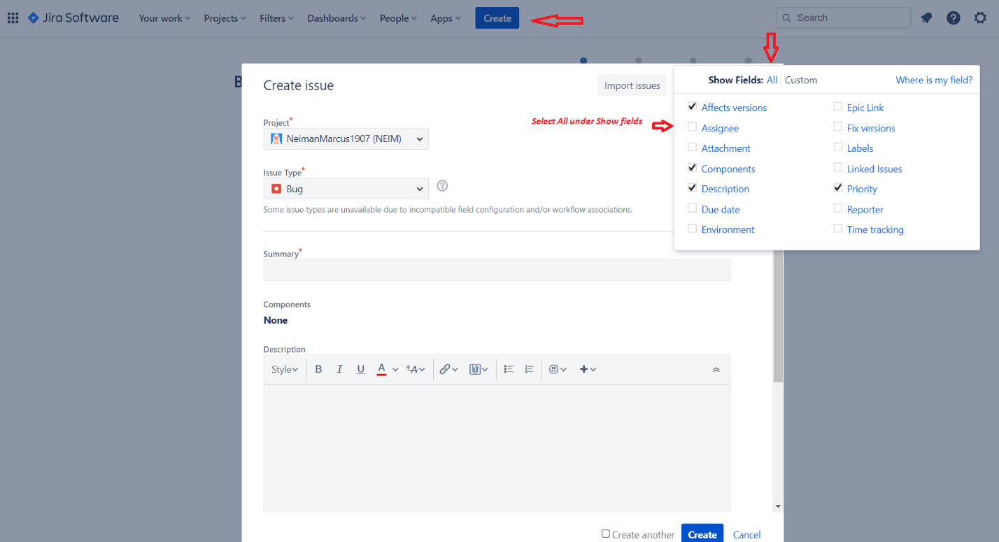 Jira Software Your work Projects Filters Dashboards People Apps Create Search
B
Create issue Import issues
Show Fields: All Custom Where is my field?
Select All under Show fields
Affects versions Epic Link
Assignee Fix versions
Attachment Labels
Components Linked Issues
Description Priority
Due date Reporter
Environment Time tracking
Project*
NeimanMarcus1907 (NEIM)
Issue Type*
Bug
Some issue types are unavailable due to incompatible field configuration and/or workflow associations.
Summary*
Components
None
Description
Style B I U A ªA
Create another Create Cancel